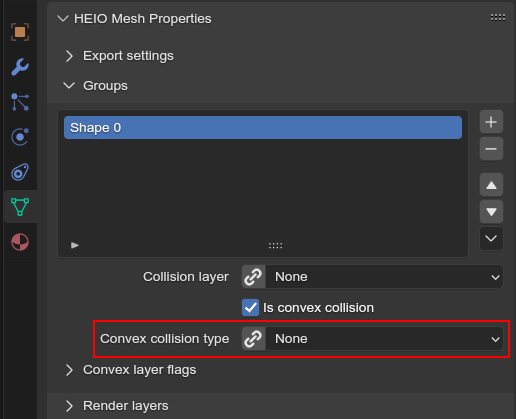 HEIO Mesh Properties
Export settings
Groups
Shape 0
Collision layer None
Is convex collision
Convex collision type None
Convex layer flags
Render layers